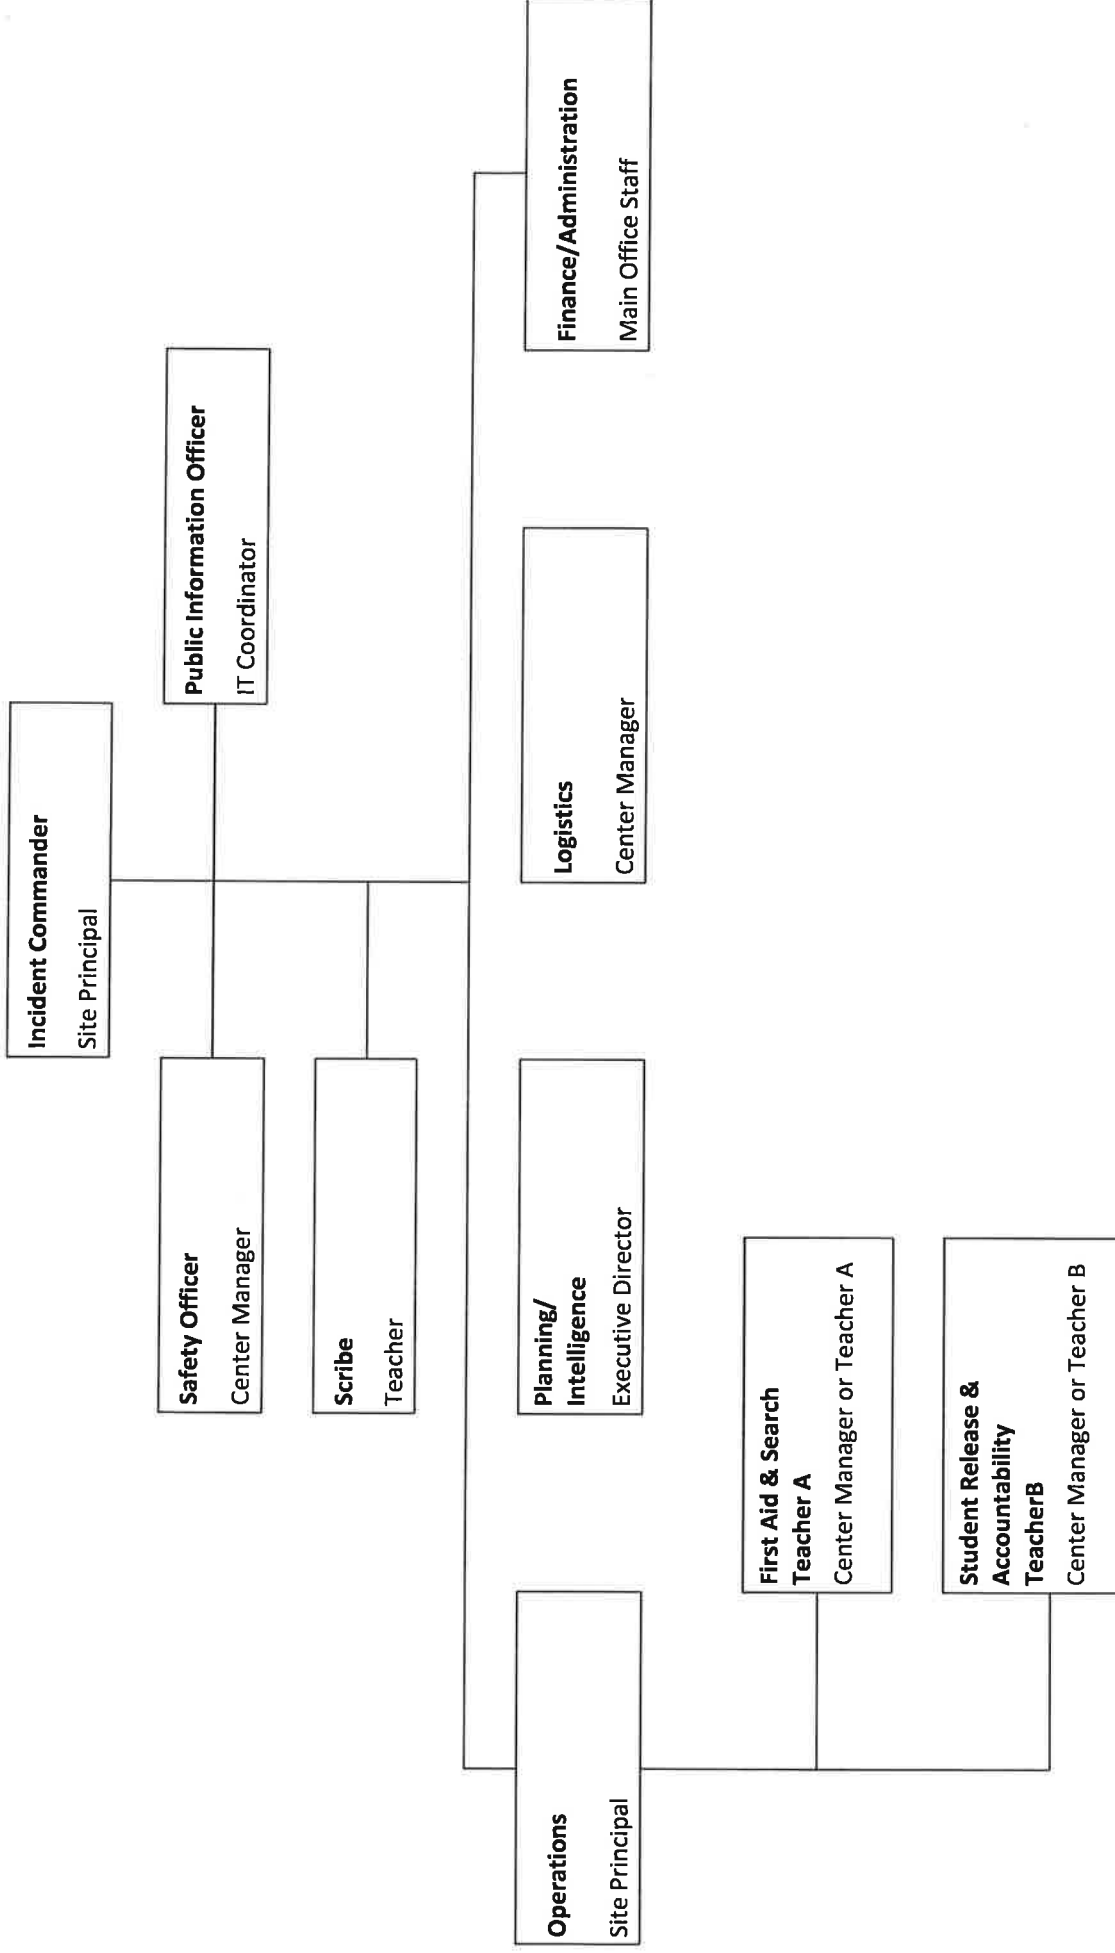 Incident Commander
Site Principal
Safety Officer
Center Manager
Public Information Officer
IT Coordinator
Scribe
Teacher
Operations
Site Principal
Planning/
Intelligence
Executive Director
Logistics
Center Manager
Finance/Administration
Main Office Staff
First Aid & Search
Teacher A
Center Manager or Teacher A
Student Release &
Accountability
TeacherB
Center Manager or Teacher B